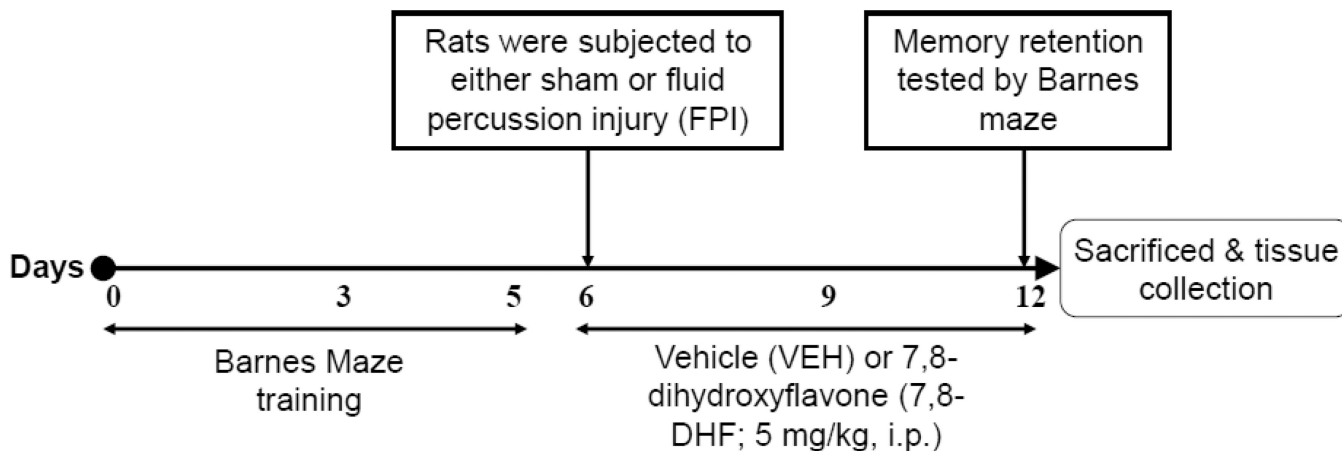 Rats were subjected to
either sham or fluid
percussion injury (FPI)
Memory retention
tested by Barnes
maze
Days
0 3 5 6 9 12
Sacrificed & tissue
collection
Barnes Maze
training
Vehicle (VEH) or 7,8-
dihydroxyflavone (7,8-
DHF; 5 mg/kg, i.p.)